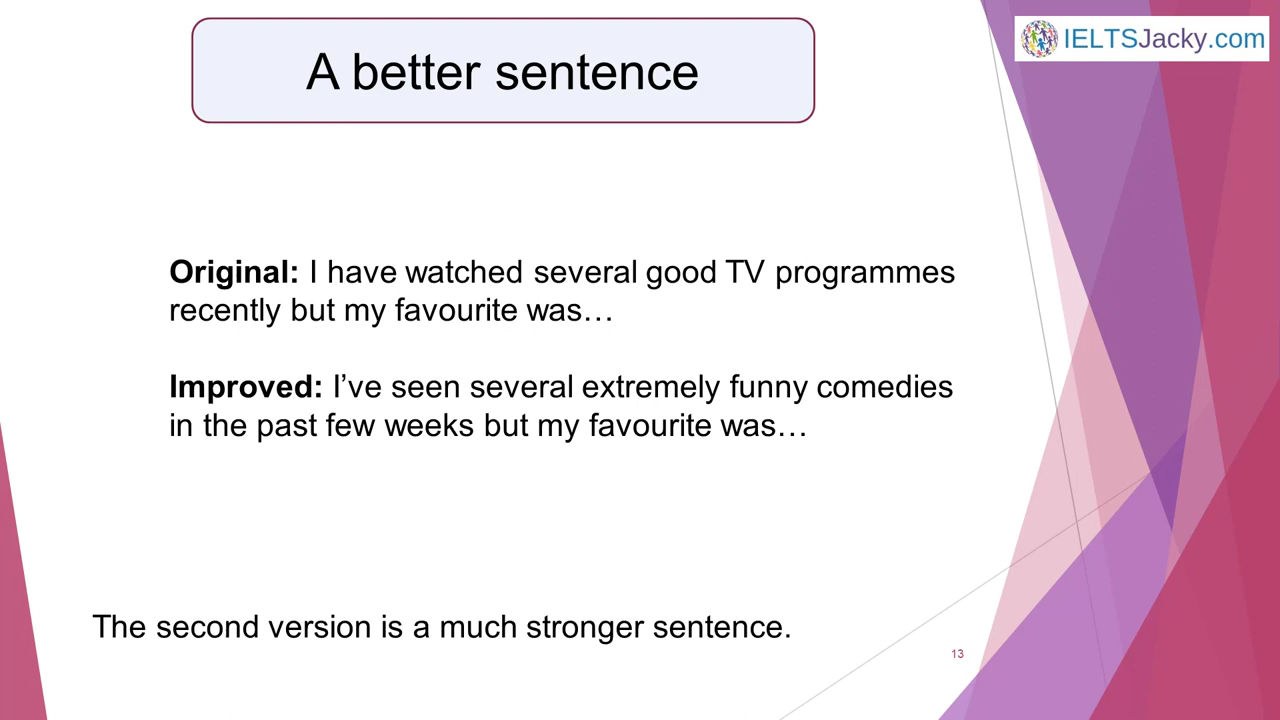 IELTSJacky.com
A better sentence
Original: I have watched several good TV programmes
recently but my favourite was…
Improved: I’ve seen several extremely funny comedies
in the past few weeks but my favourite was…
The second version is a much stronger sentence.
13